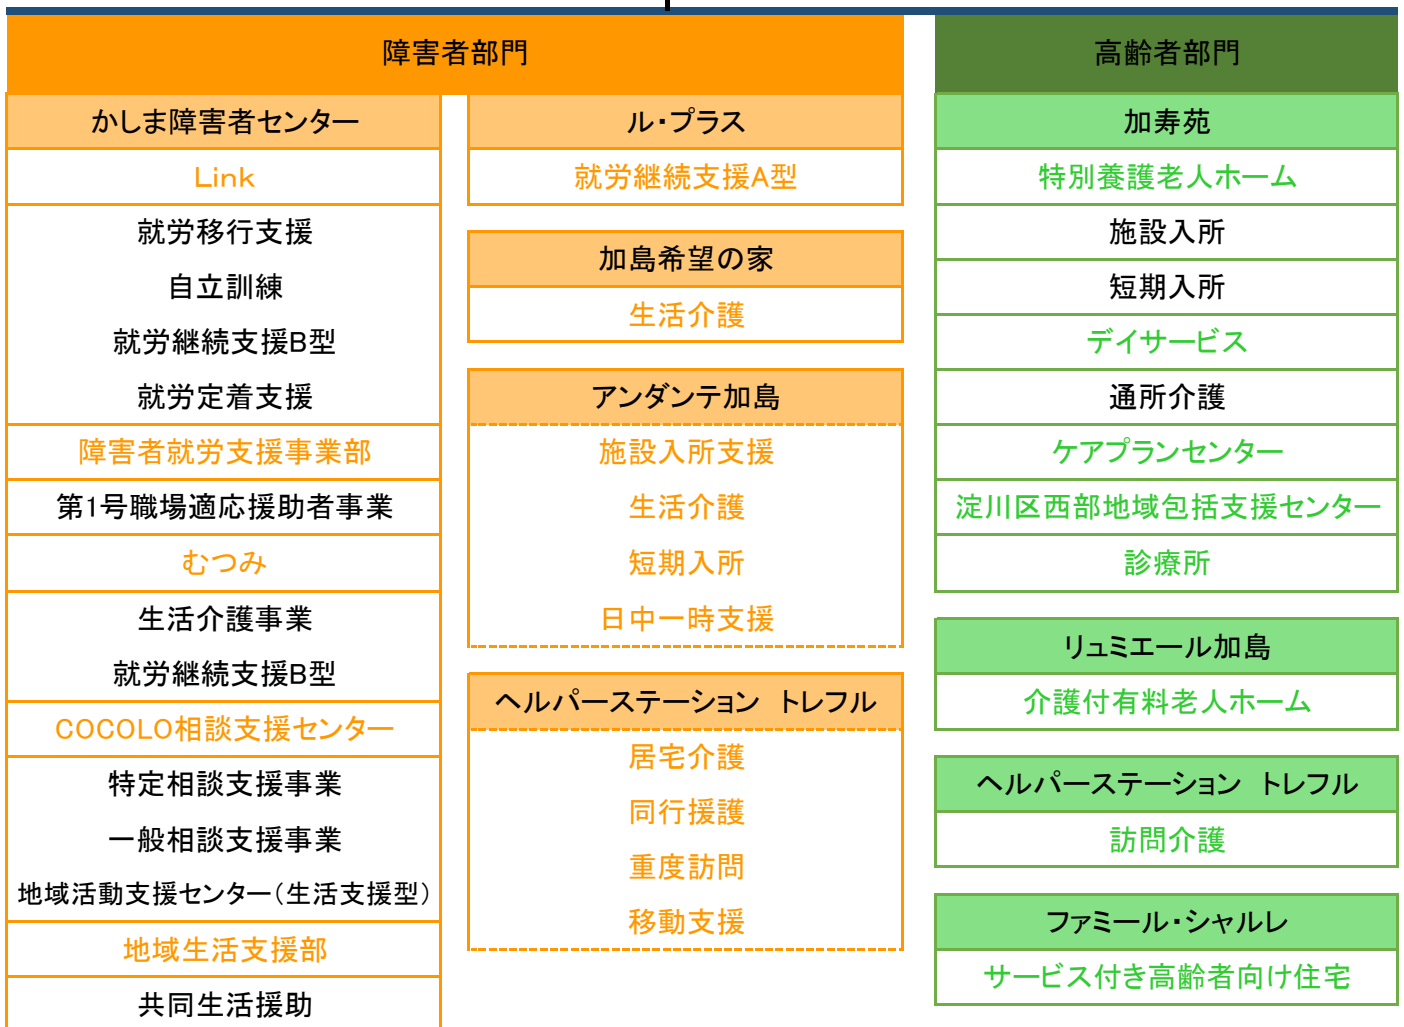 障害者部門
かしま障害者センター
Link
就労移行支援
自立訓練
就労継続支援B型
就労定着支援
障害者就労支援事業部
第1号職場適応援助者事業
むつみ
生活介護事業
就労継続支援B型
COCOLO相談支援センター
特定相談支援事業
一般相談支援事業
地域活動支援センター(生活支援型)
地域生活支援部
共同生活援助
ル・プラス
就労継続支援A型
加島希望の家
生活介護
アンダンテ加島
施設入所支援
生活介護
短期入所
日中一時支援
ヘルパーステーション トレフル
居宅介護
同行援護
重度訪問
移動支援
高齢者部門
加寿苑
特別養護老人ホーム
施設入所
短期入所
デイサービス
通所介護
ケアプランセンター
淀川区西部地域包括支援センター
診療所
リュミエール加島
介護付有料老人ホーム
ヘルパーステーション トレフル
訪問介護
ファミール・シャルレ
サービス付き高齢者向け住宅